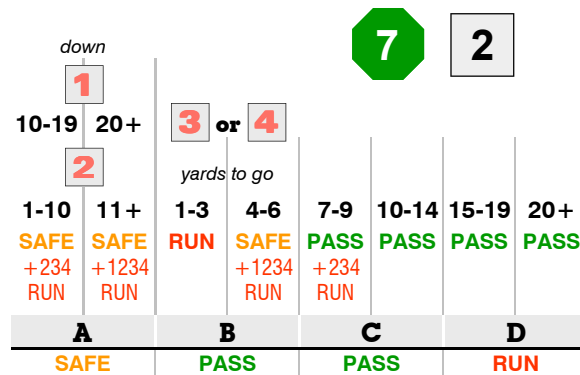 7 2
down
1
10-19 20+ 3 or 4
2 yards to go
1-10 11+ 1-3 4-6 7-9 10-14 15-19 20+
SAFE SAFE RUN SAFE PASS PASS PASS PASS
+234 +1234 +1234 +234
RUN RUN RUN RUN
A B C D
SAFE PASS PASS RUN